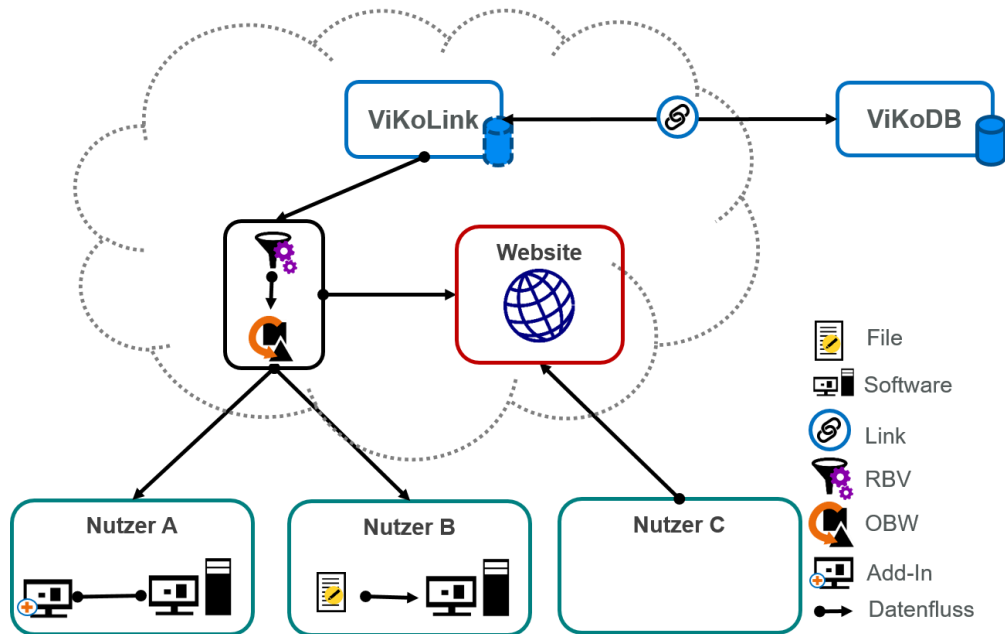 ViKoLink
ViKoDB
Website
Nutzer A
Nutzer B
Nutzer C
File
Software
Link
RBV
OBW
Add-In
Datenfluss